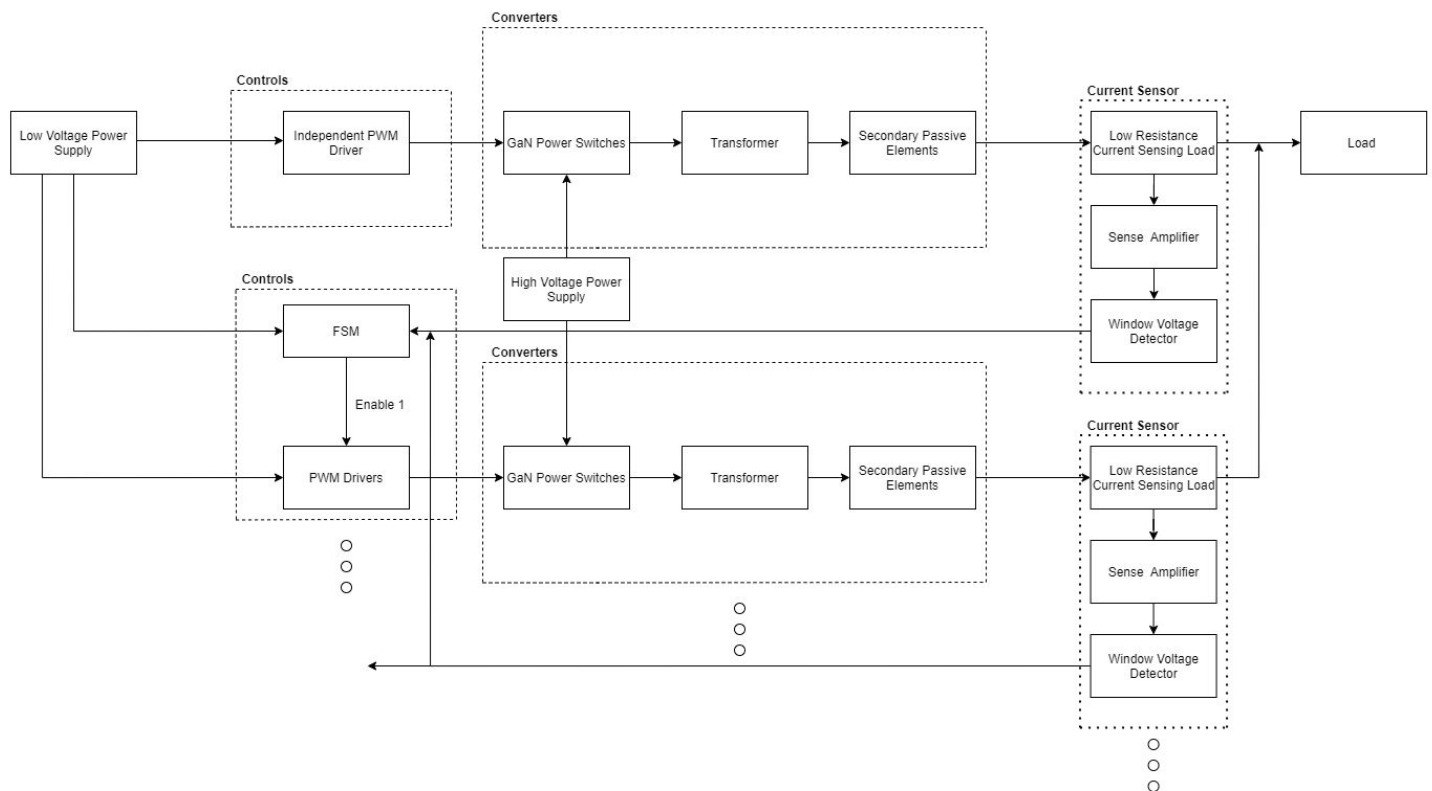 Converters
Controls
Current Sensor
Low Voltage Power
Supply
Independent PWM
Driver
GaN Power Switches
Transformer
Secondary Passive
Elements
Low Resistance
Current Sensing Load
Load
Sense Amplifier
Controls
High Voltage Power
Supply
FSM
Window Voltage
Detector
Converters
Enable 1
Current Sensor
PWM Drivers
GaN Power Switches
Transformer
Secondary Passive
Elements
Low Resistance
Current Sensing Load
Sense Amplifier
Window Voltage
Detector